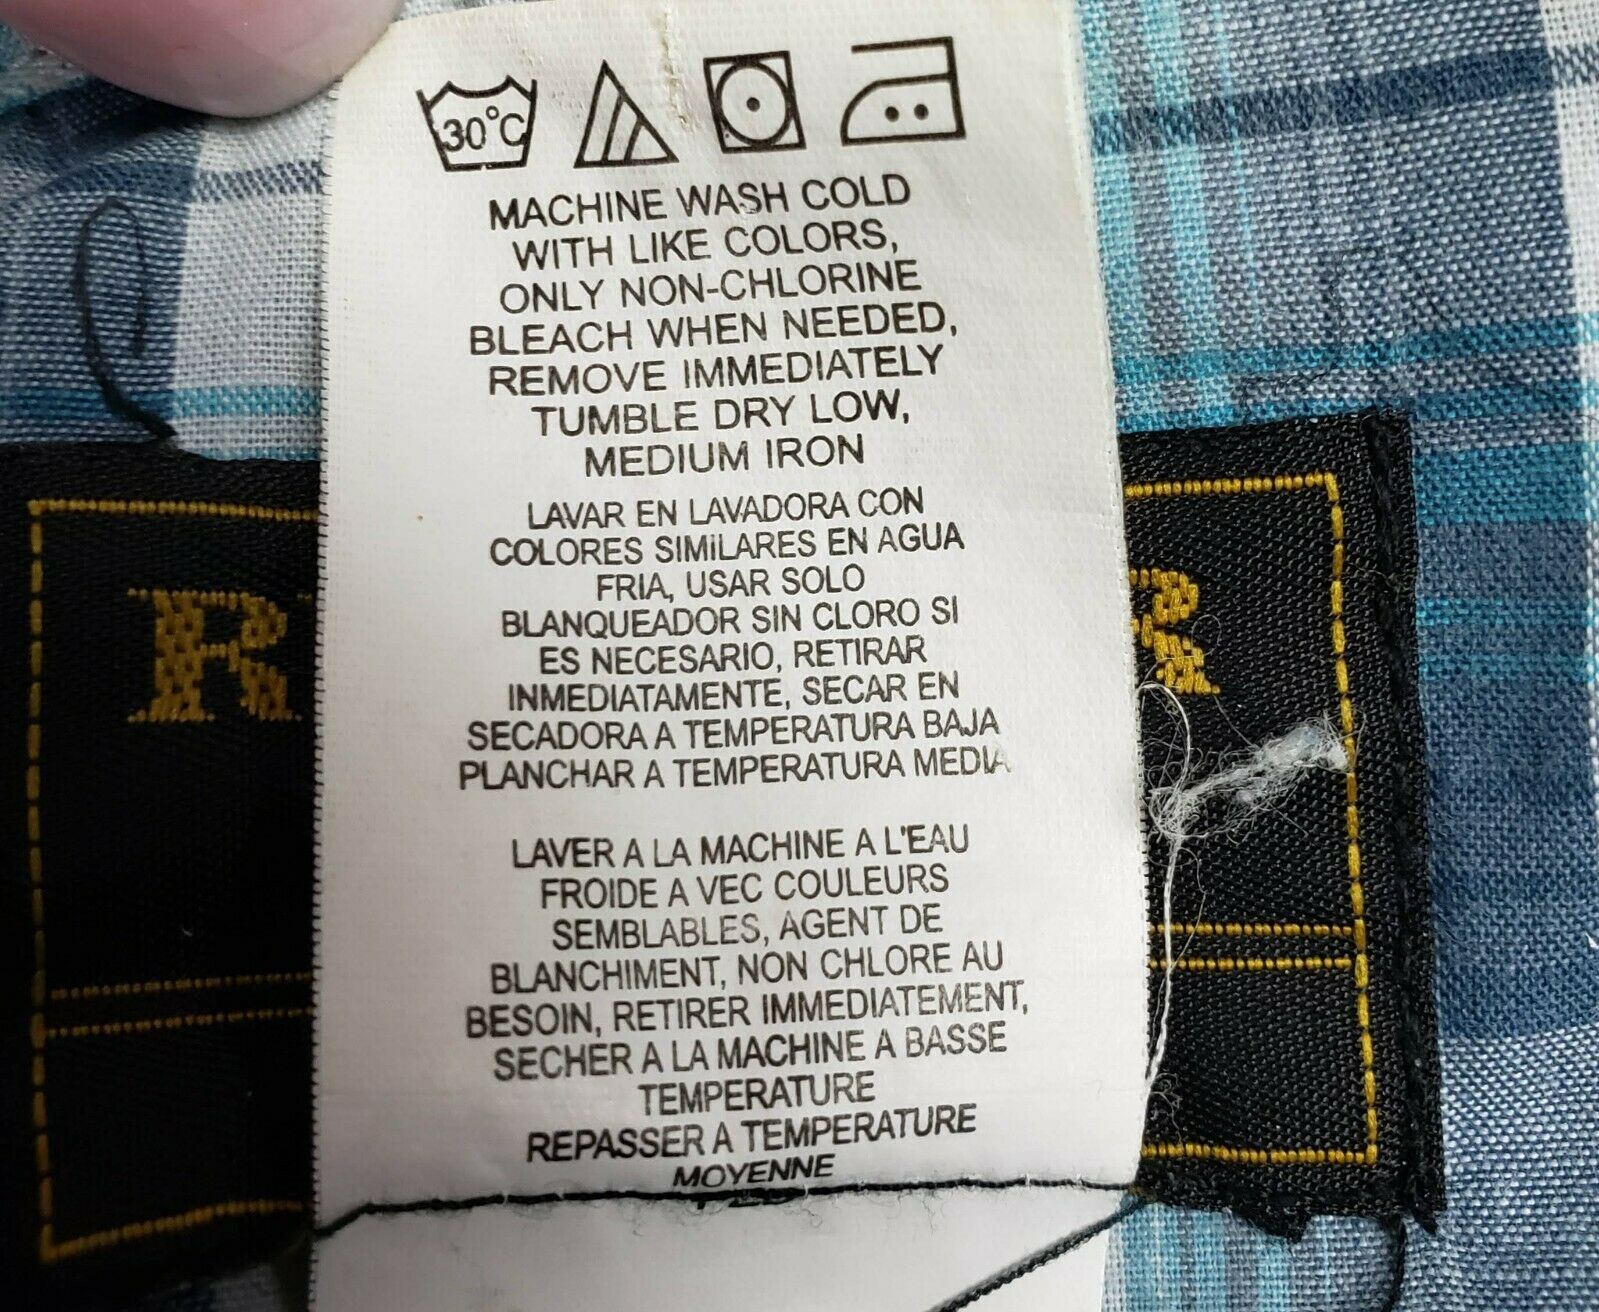 30°C
MACHINE WASH COLD
WITH LIKE COLORS,
ONLY NON-CHLORINE
BLEACH WHEN NEEDED,
REMOVE IMMEDIATELY
TUMBLE DRY LOW,
MEDIUM IRON
LAVAR EN LAVADORA CON
COLORES SIMiLARES EN AGUA
FRIA, USAR SOLO
BLANQUEADOR SIN CLORO SI
ES NECESARIO, RETIRAR
INMEDIATAMENTE, SECAR EN
SECADORA A TEMPERATURA BAJA
PLANCHAR A TEMPERATURA MEDIA
LAVER A LA MACHINE A L'EAU
FROIDE A VEC COULEURS
SEMBLABLES, AGENT DE
BLANCHIMENT, NON CHLORE AU
BESOIN, RETIRER IMMEDIATEMENT,
SECHER A LA MACHINE A BASSE
TEMPERATURE
REPASSER A TEMPERATURE
MOYENNE